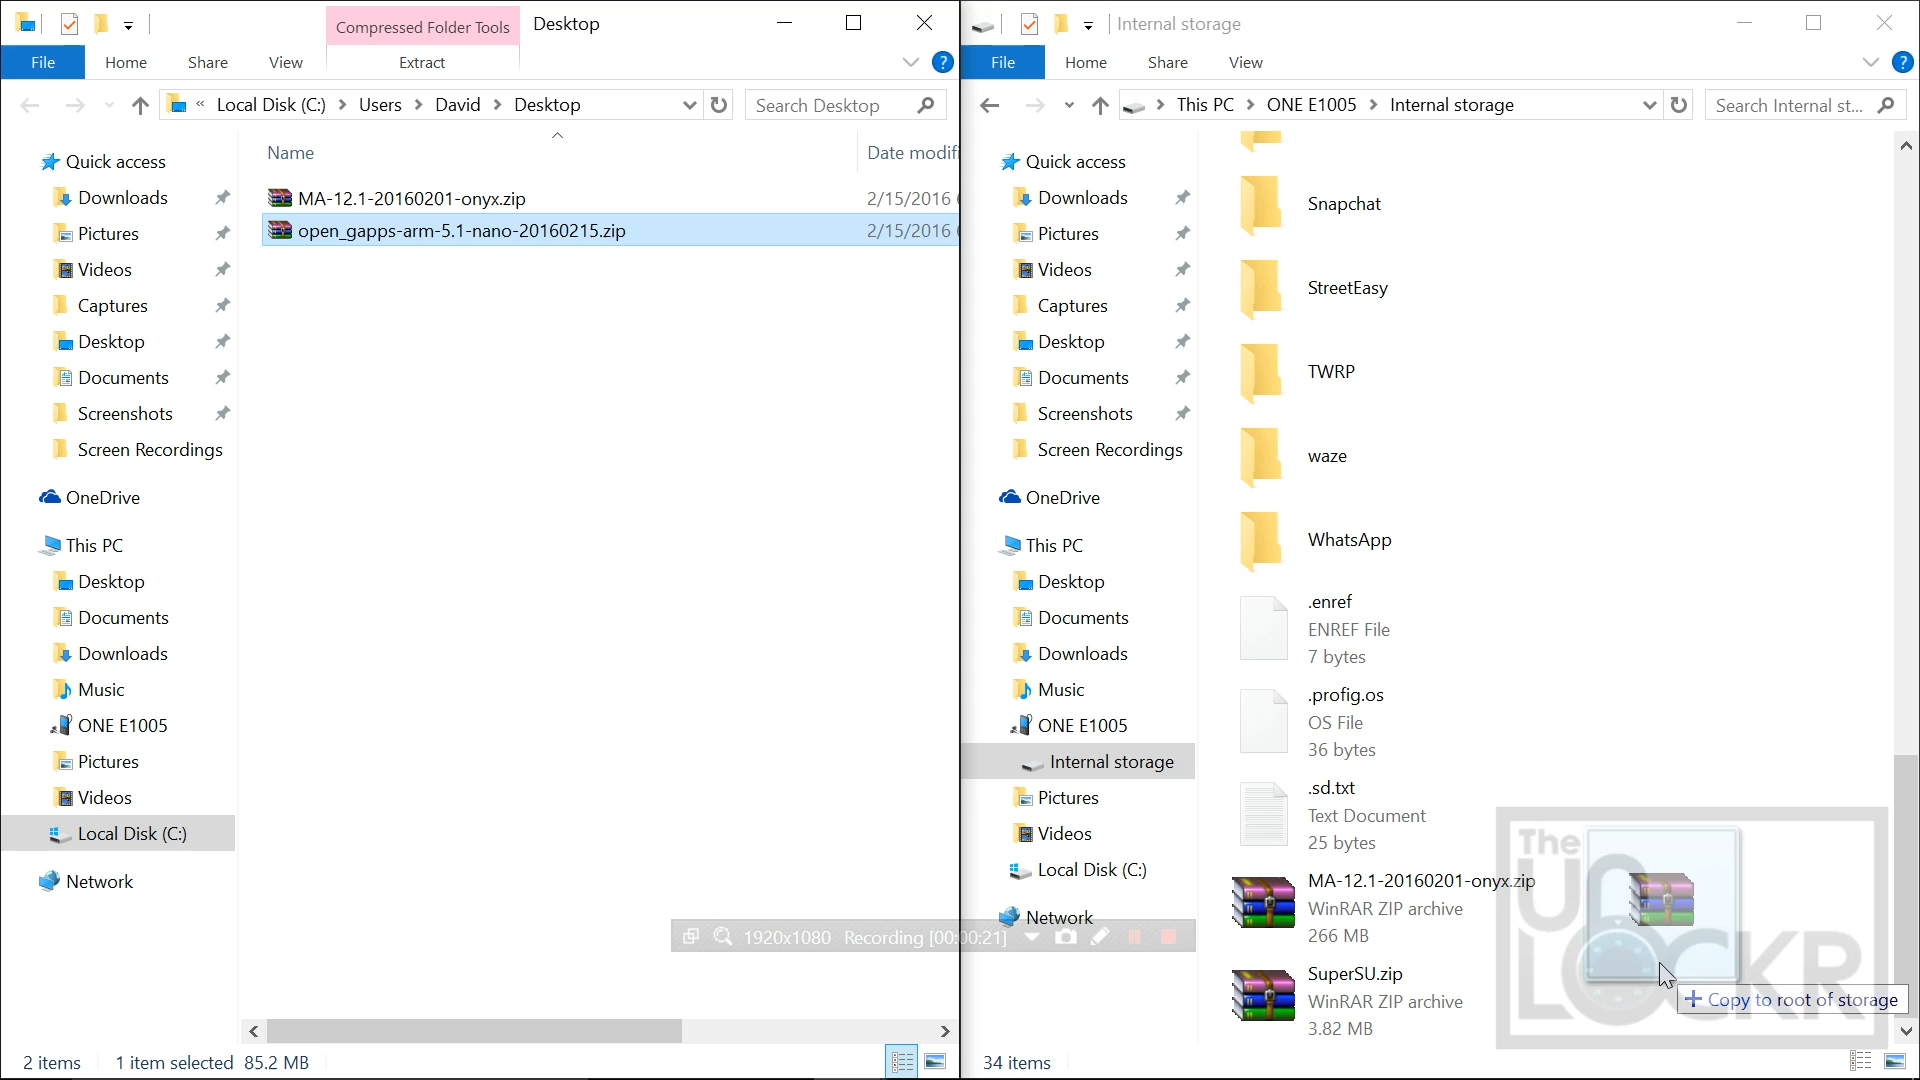 Compressed Folder Tools
Desktop
File
Home
Share
View
Extract
Local Disk (C:)
Users
David
Desktop
Search Desktop
Quick access
Downloads
Pictures
Videos
Captures
Desktop
Documents
Screenshots
Screen Recordings
OneDrive
This PC
Desktop
Documents
Downloads
Music
ONE E1005
Pictures
Videos
Local Disk (C:)
Network
Name
Date modifi
MA-12.1-20160201-onyx.zip
2/15/2016
open_gapps-arm-5.1-nano-20160215.zip
2/15/2016
2 items
1 item selected 85.2 MB
1920x1080 Recording [00:00:21]
Internal storage
File
Home
Share
View
This PC
ONE E1005
Internal storage
Search Internal st...
Quick access
Downloads
Pictures
Videos
Captures
Desktop
Documents
Screenshots
Screen Recordings
OneDrive
This PC
Desktop
Documents
Downloads
Music
ONE E1005
Internal storage
Pictures
Videos
Local Disk (C:)
Network
Snapchat
StreetEasy
TWRP
waze
WhatsApp
.enref
ENREF File
7 bytes
.profig.os
OS File
36 bytes
.sd.txt
Text Document
25 bytes
MA-12.1-20160201-onyx.zip
WinRAR ZIP archive
266 MB
SuperSU.zip
WinRAR ZIP archive
3.82 MB
The
UN
LOCKR
+ Copy to root of storage
34 items